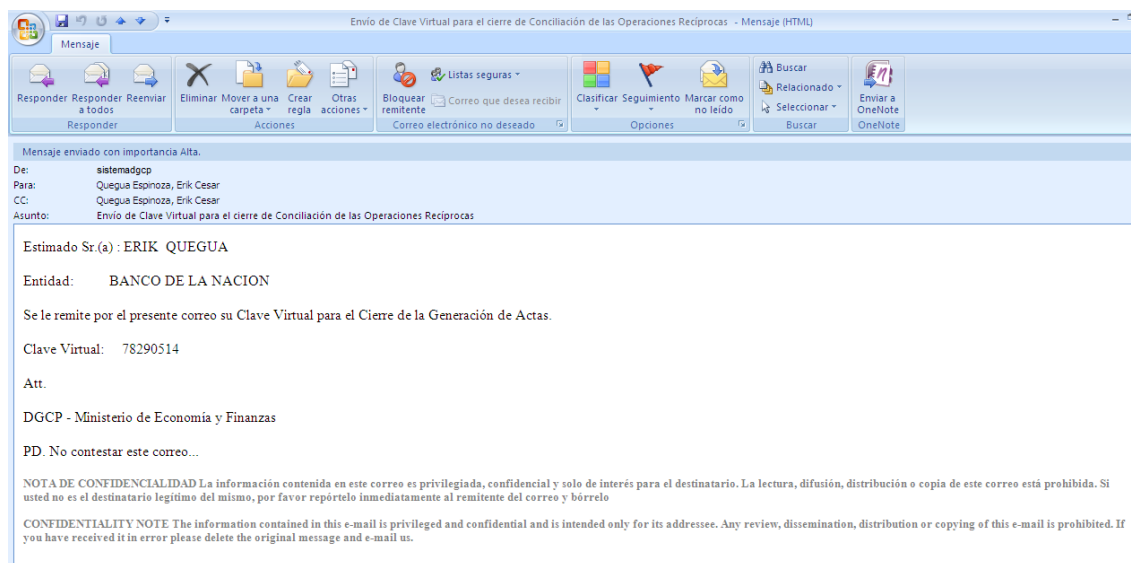 Envío de Clave Virtual para el cierre de Conciliación de las Operaciones Recíprocas - Mensaje (HTML)
Mensaje
Responder Responder a todos Reenviar
Responder
Eliminar Mover a una carpeta Crear regla Otras acciones
Acciones
Bloquear remitente Listas seguras Correo que desea recibir
Correo electrónico no deseado
Clasificar Seguimiento Marcar como no leído
Opciones
Buscar
Relacionado
Seleccionar
Buscar
Enviar a OneNote
OneNote
Mensaje enviado con importancia Alta.
De: sistemadgcp
Para: Quegua Espinoza, Erik Cesar
CC: Quegua Espinoza, Erik Cesar
Asunto: Envío de Clave Virtual para el cierre de Conciliación de las Operaciones Recíprocas
Estimado Sr.(a) : ERIK QUEGUA
Entidad: BANCO DE LA NACION
Se le remite por el presente correo su Clave Virtual para el Cierre de la Generación de Actas.
Clave Virtual: 78290514
Att.
DGCP - Ministerio de Economía y Finanzas
PD. No contestar este correo...
NOTA DE CONFIDENCIALIDAD La información contenida en este correo es privilegiada, confidencial y solo de interés para el destinatario. La lectura, difusión, distribución o copia de este correo está prohibida. Si
usted no es el destinatario legítimo del mismo, por favor repórtelo inmediatamente al remitente del correo y bórrelo
CONFIDENTIALITY NOTE The information contained in this e-mail is privileged and confidential and is intended only for its addressee. Any review, dissemination, distribution or copying of this e-mail is prohibited. If
you have received it in error please delete the original message and e-mail us.